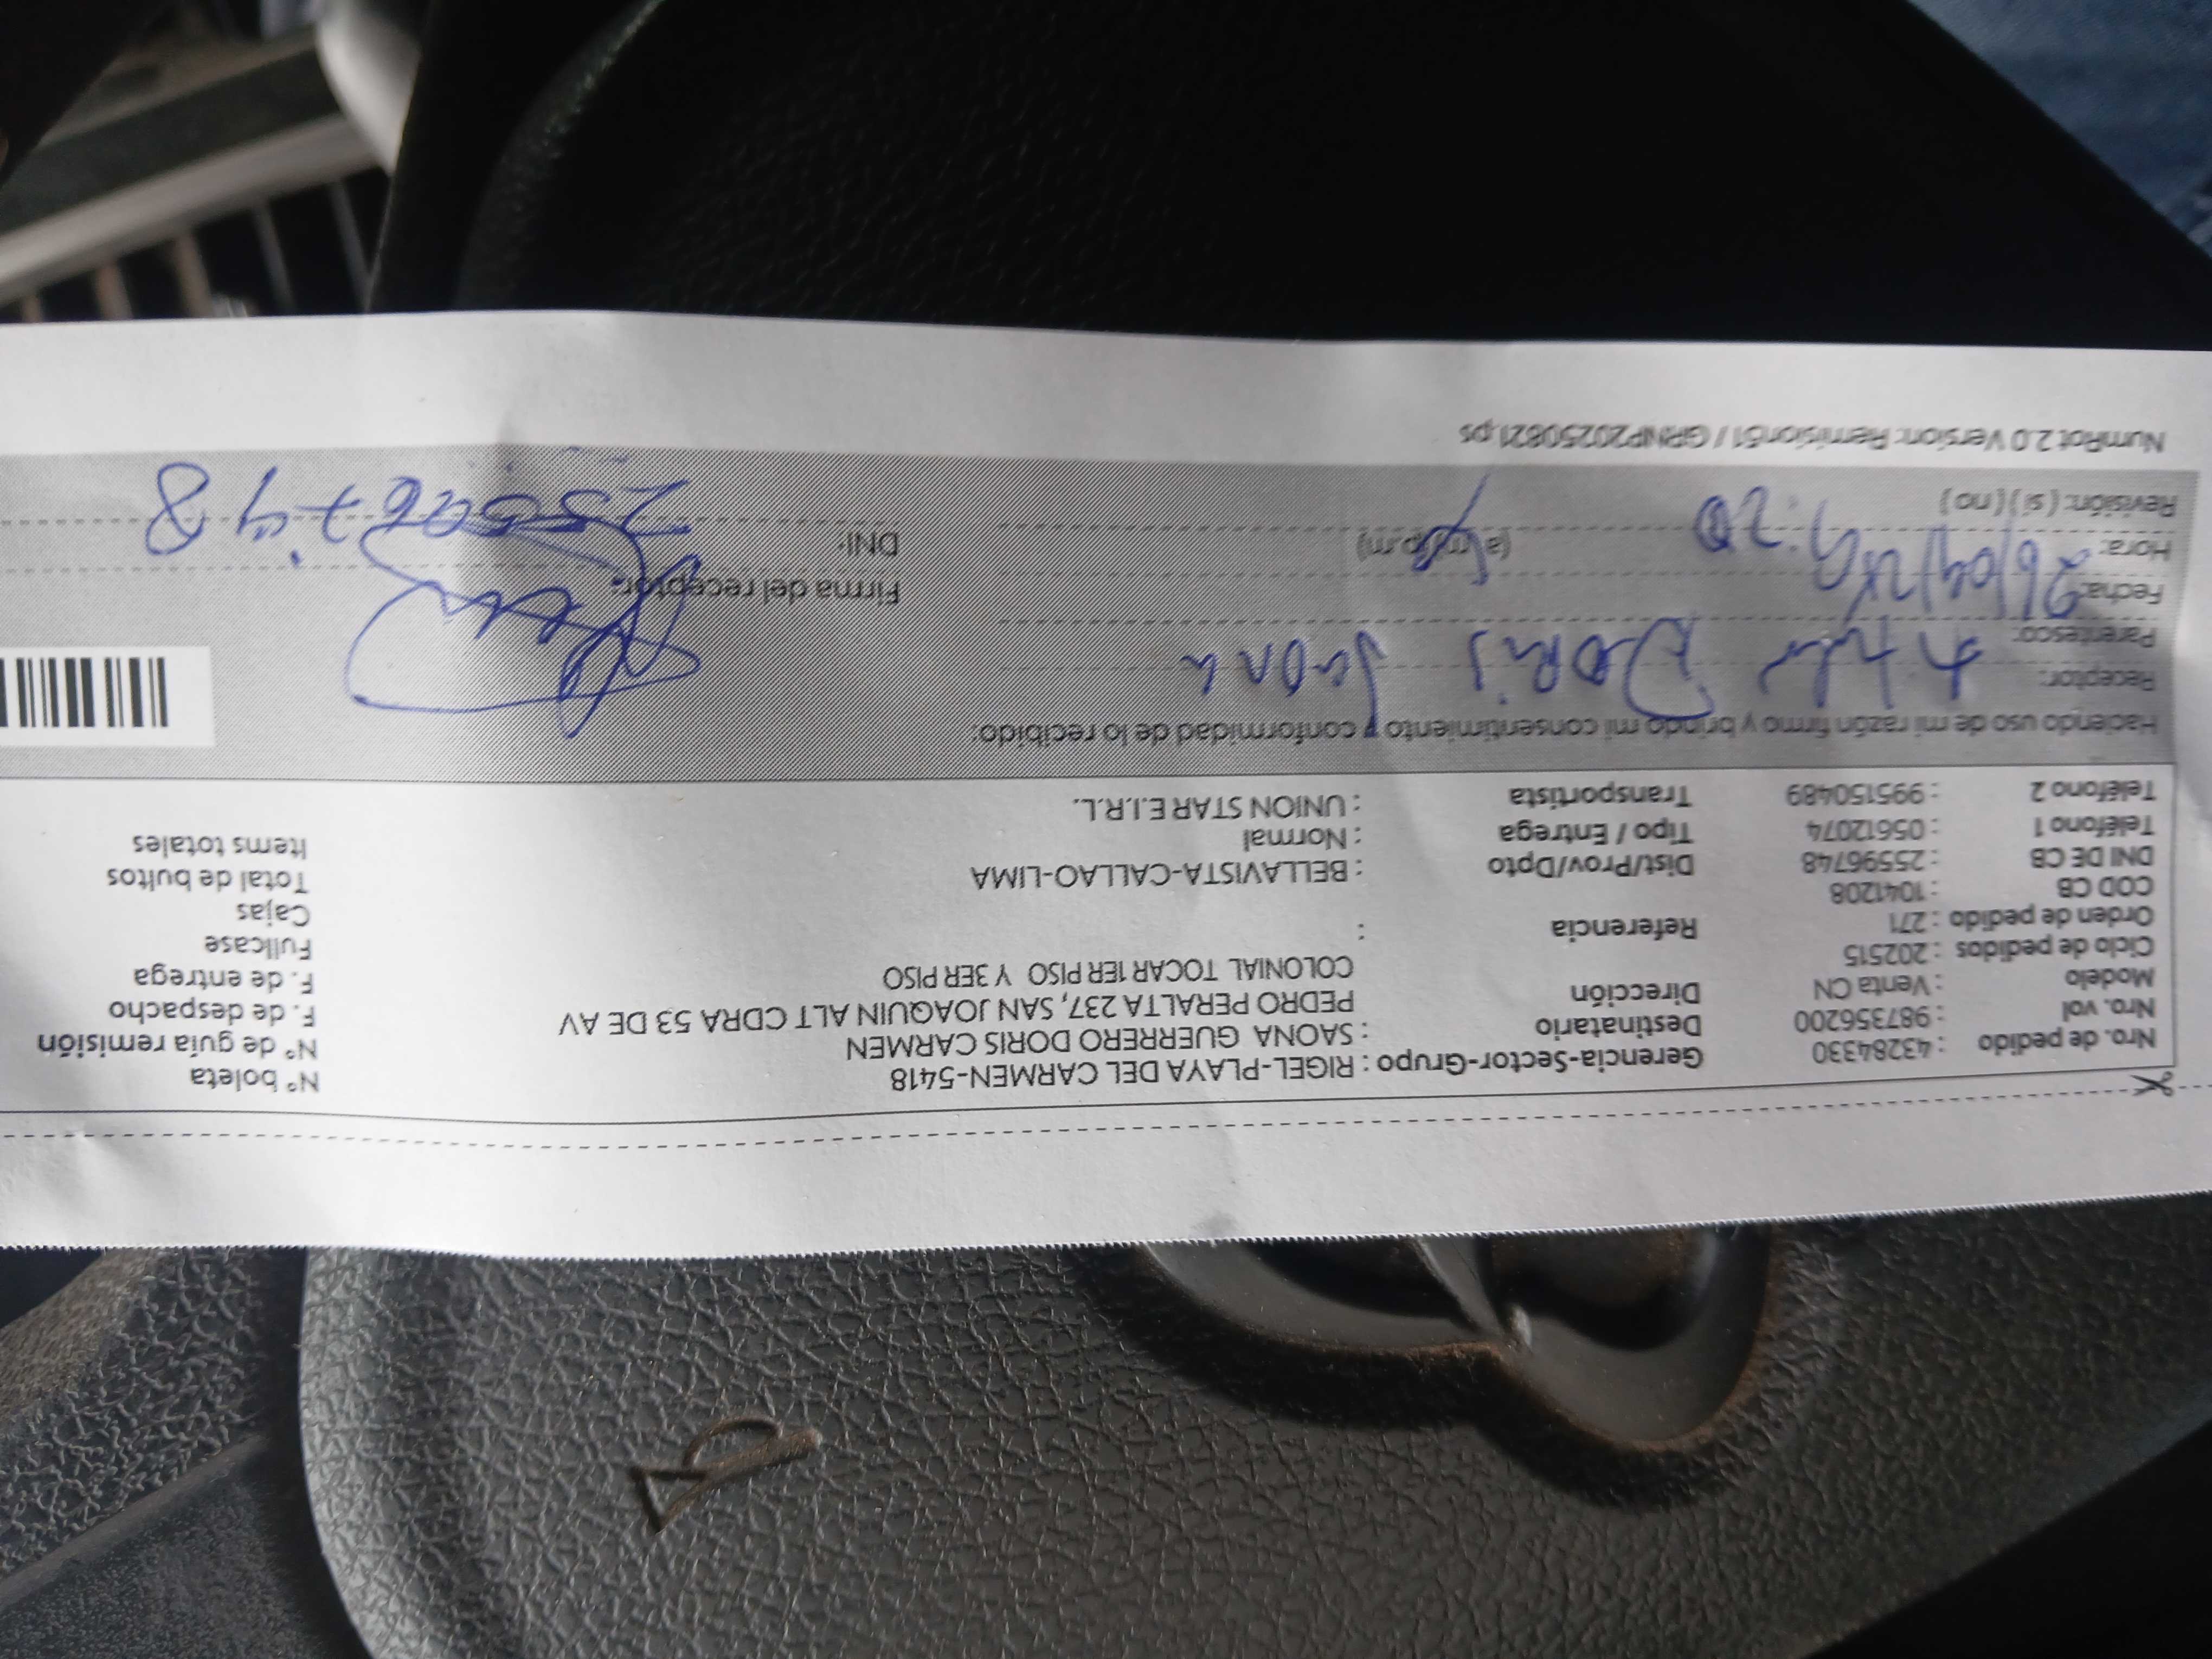 Nro. de pedido : 43284330 Gerencia-Sector-Grupo : RIGEL-PLAYA DEL CARMEN-5418 N° boleta
Nro. vol : 987356200 Destinatario : SAONA GUERRERO DORIS CARMEN N° de guía remisión
Modelo : Venta CN Dirección PEDRO PERALTA 237, SAN JOAQUIN ALT CDRA 53 DE AV F. de despacho
Ciclo de pedidos : 202515 COLONIAL TOCAR 1ER PISO Y 3ER PISO F. de entrega
Orden de pedido : 271 Referencia : Fullcase
COD CB : 1041208 Cajas
DNI DE CB : 25596748 Dist/Prov/Dpto : BELLAVISTA-CALLAO-LIMA Total de bultos
Teléfono 1 : 05612074 Tipo / Entrega : Normal Items totales
Teléfono 2 : 995150489 Transportista : UNION STAR E.I.R.L.
Haciendo uso de mi razón firmo y brindo mi consentimiento y conformidad de lo recibido:
Receptor: Doris Saona
Parentesco:
Fecha: Firma del receptor:
Hora: 9:20 (a.m) (p.m) DNI: 25596748
Revisión: (si) (no)
NumRot 2.0 Version: Remision51 / GRNP20250821.ps